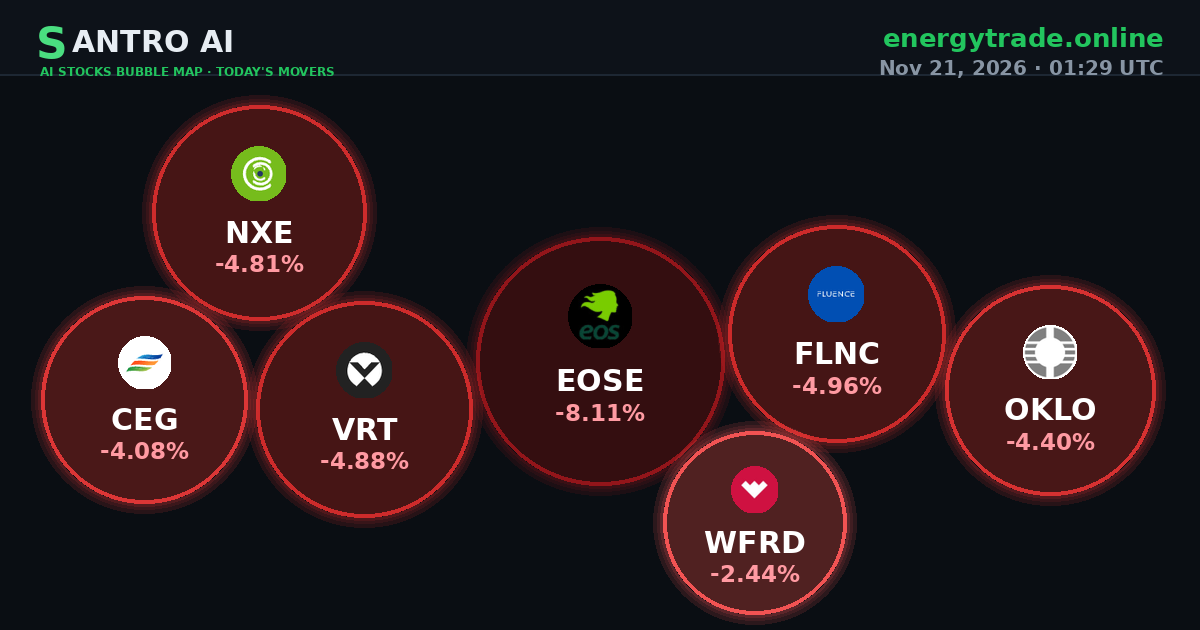 S ANTRO AI
AI STOCKS BUBBLE MAP · TODAY'S MOVERS
energytrade.online
Nov 21, 2026 · 01:29 UTC
NXE
-4.81%
CEG
-4.08%
VRT
-4.88%
eos
EOSE
-8.11%
FLUENCE
FLNC
-4.96%
WFRD
-2.44%
OKLO
-4.40%